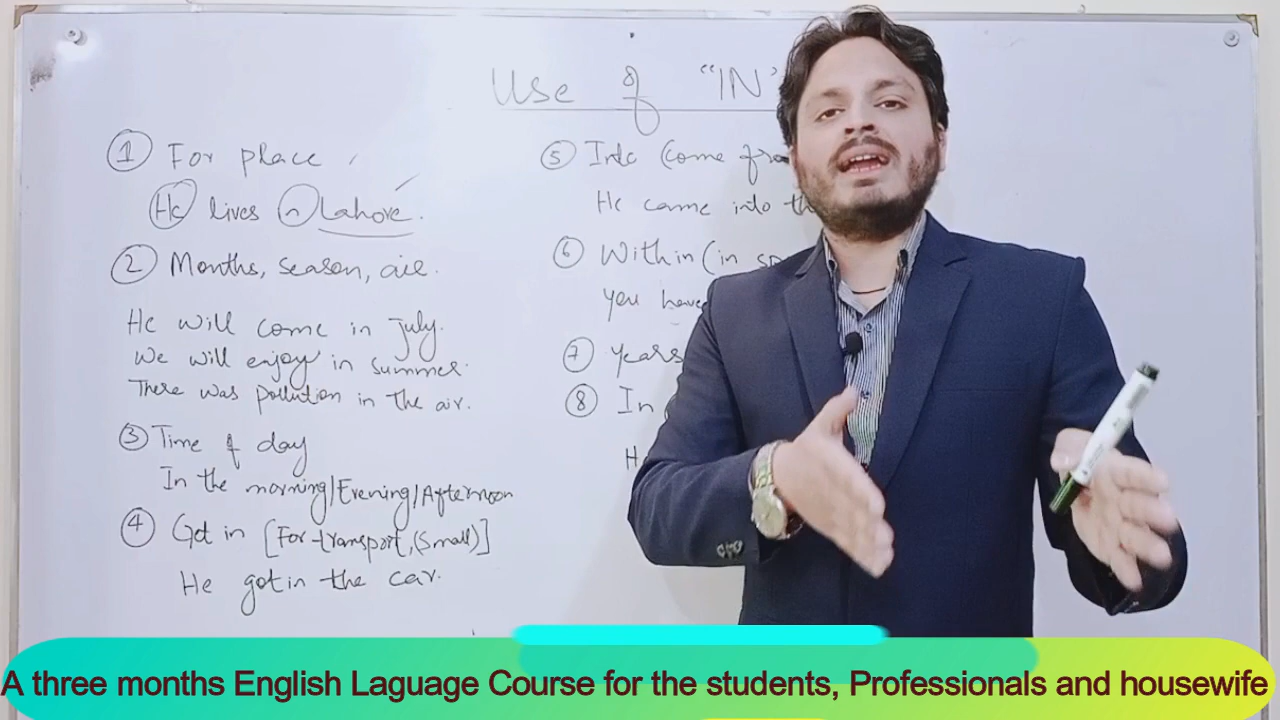 Use of "IN"
① For place
He lives in Lahore.
② Months, season, air.
He will come in July.
We will enjoy in summer.
There was pollution in the air.
③ Time of day
In the morning/Evening/Afternoon
④ Get in [For transport,(Small)]
He got in the car.
⑤ Into (come
He came into
⑥ Within (in
You have
⑦ Years
⑧ In
H
A three months English Laguage Course for the students, Professionals and housewife